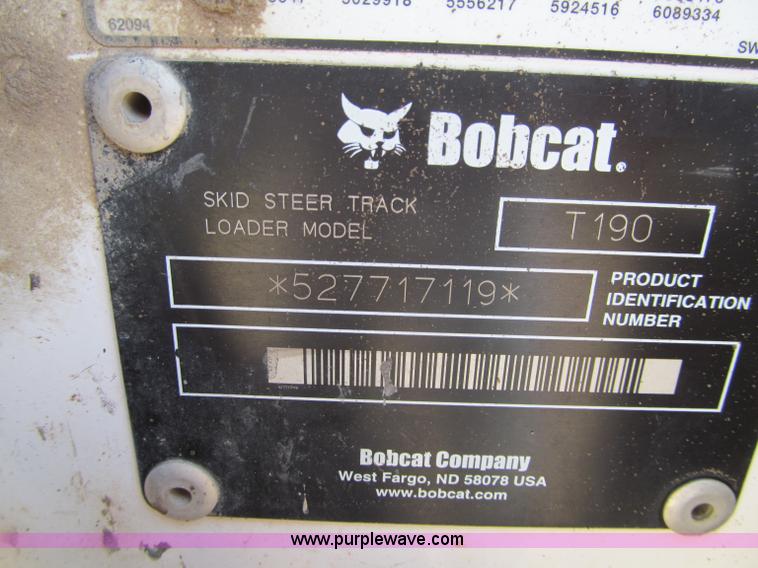 62094
5029918 5556217 5924516 6089334
SW
Bobcat.
SKID STEER TRACK
LOADER MODEL
T190
*527717119*
PRODUCT
IDENTIFICATION
NUMBER
Bobcat Company
West Fargo, ND 58078 USA
www.bobcat.com
www.purplewave.com